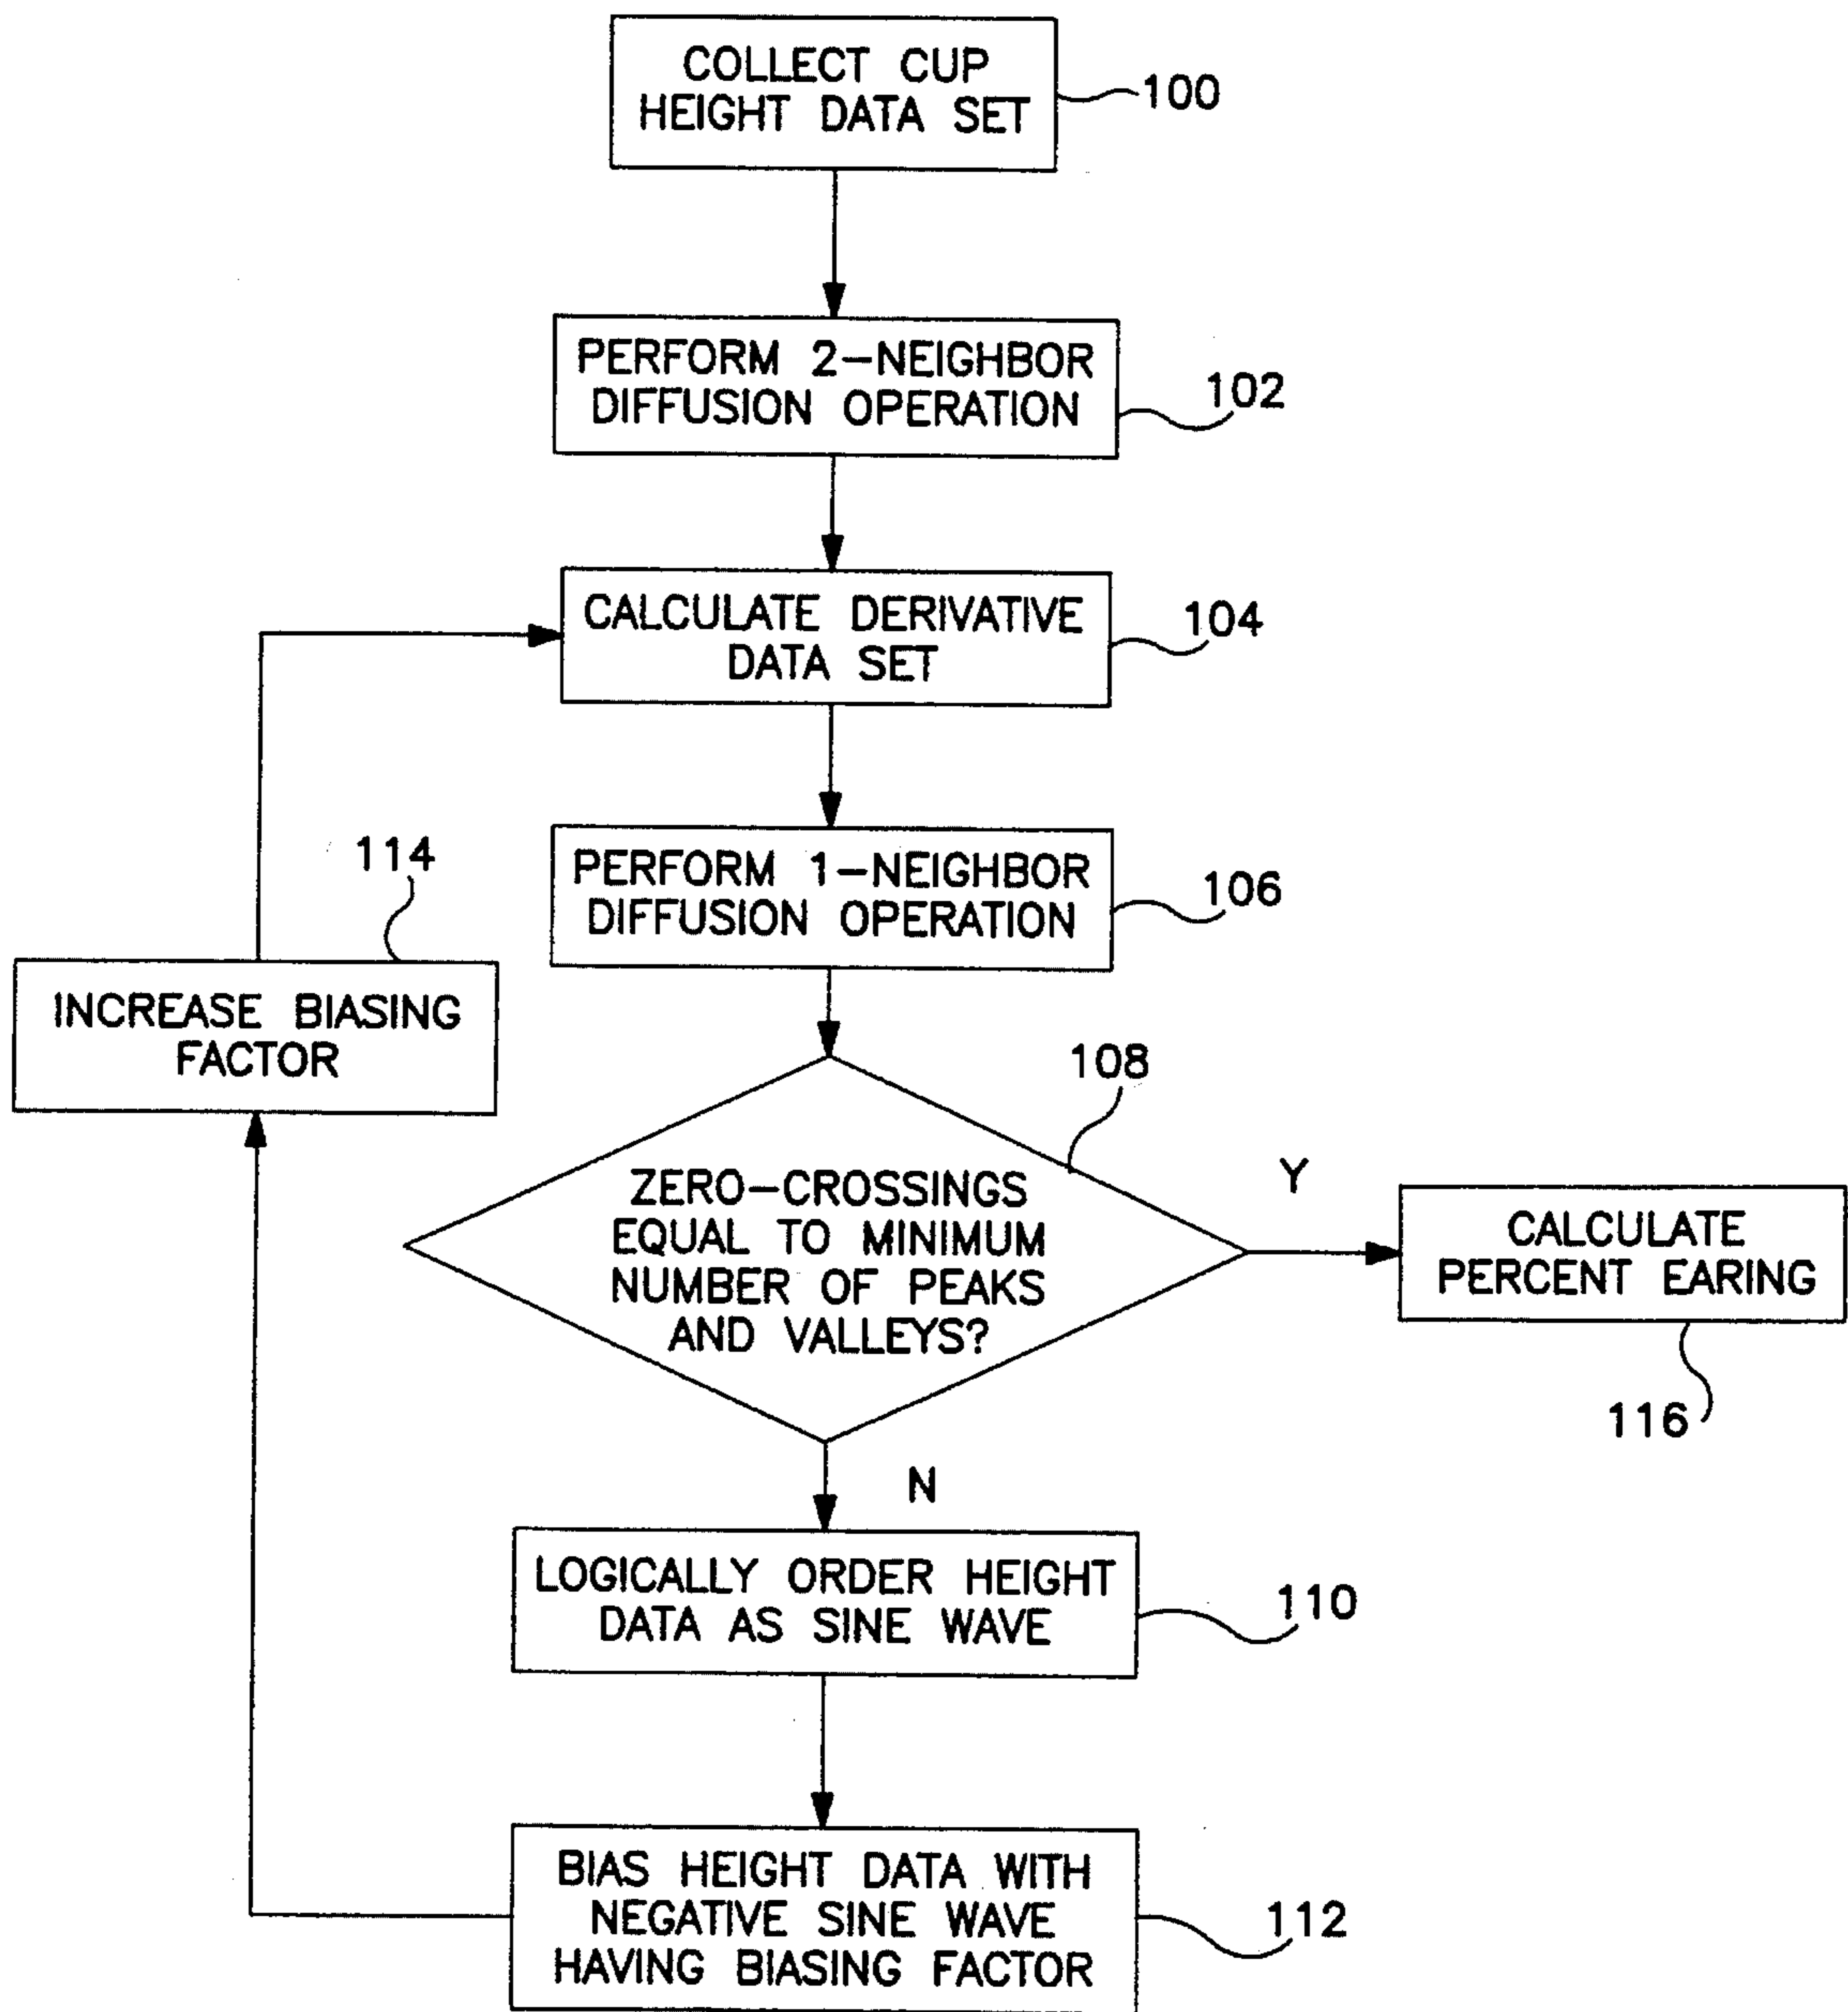 COLLECT CUP
HEIGHT DATA SET
100
PERFORM 2-NEIGHBOR
DIFFUSION OPERATION
102
CALCULATE DERIVATIVE
DATA SET
104
PERFORM 1-NEIGHBOR
DIFFUSION OPERATION
106
114
INCREASE BIASING
FACTOR
108
ZERO-CROSSINGS
EQUAL TO MINIMUM
NUMBER OF PEAKS
AND VALLEYS?
Y
CALCULATE
PERCENT EARING
116
N
LOGICALLY ORDER HEIGHT
DATA AS SINE WAVE
110
BIAS HEIGHT DATA WITH
NEGATIVE SINE WAVE
HAVING BIASING FACTOR
112